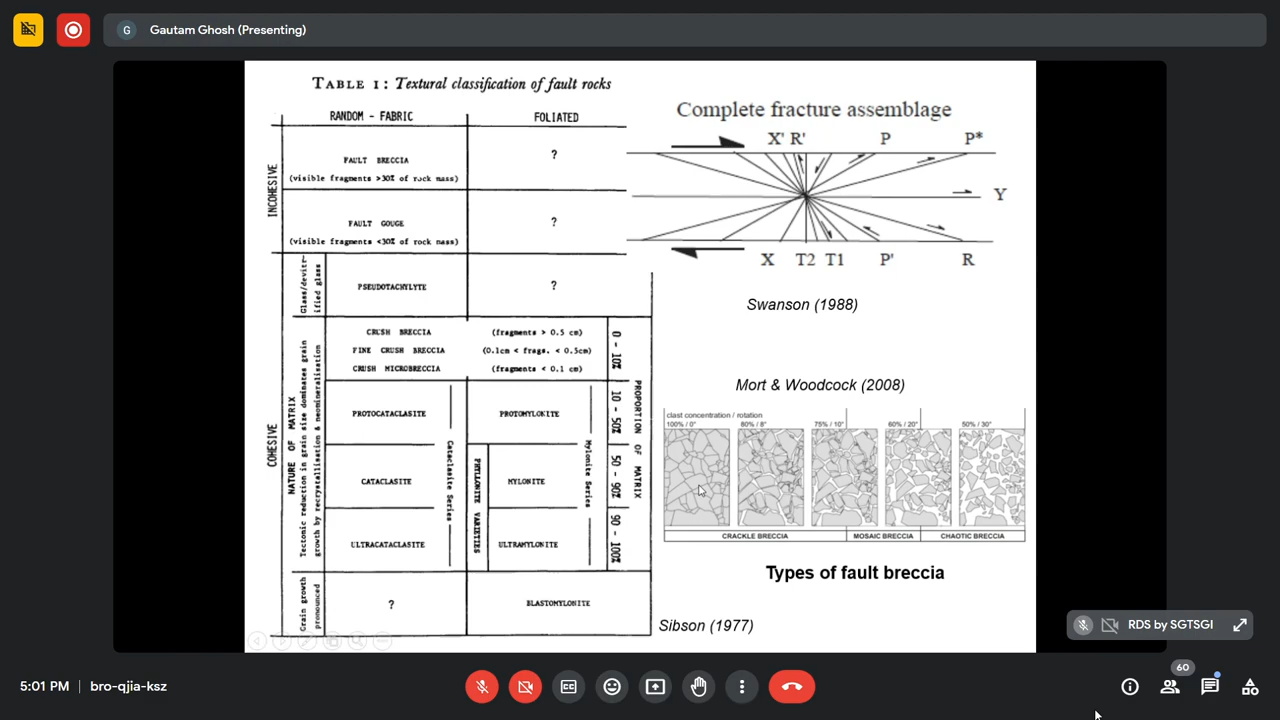 G Gautam Ghosh (Presenting)
TABLE 1: Textural classification of fault rocks
RANDOM - FABRIC FOLIATED
INCOHESIVE
FAULT BRECCIA
(visible fragments >30% of rock mass)
?
FAULT GOUGE
(visible fragments <30% of rock mass)
?
COHESIVE
NATURE OF MATRIX
Glass/devitr-
ified glass
PSEUDOTACHYLYTE
?
Tectonic reduction in grain size dominates grain
growth by recrystallisation & neomineralisation
CRUSH BRECCIA (fragments > 0.5 cm)
FINE CRUSH BRECCIA (0.1cm < frags. < 0.5cm)
CRUSH MICROBRECCIA (fragments < 0.1 cm)
0 - 10%
PROTOCATACLASITE PROTOMYLONITE
10 - 50%
CATACLASITE MYLONITE
50 - 90%
ULTRACATACLASITE ULTRAMYLONITE
90 - 100%
Cataclasite Series
PHYLLONITE VARIETIES
Mylonite Series
PROPORTION OF MATRIX
Grain growth
pronounced
? BLASTOMYLONITE
Sibson (1977)
Complete fracture assemblage
X' R' P P*
Y
X T2 T1 P' R
Swanson (1988)
Mort & Woodcock (2008)
clast concentration / rotation
100% / 0° 60% / 8° 75% / 10° 60% / 20° 50% / 30°
CRACKLE BRECCIA MOSAIC BRECCIA CHAOTIC BRECCIA
Types of fault breccia
RDS by SGTSGI
60
5:01 PM | bro-qjia-ksz